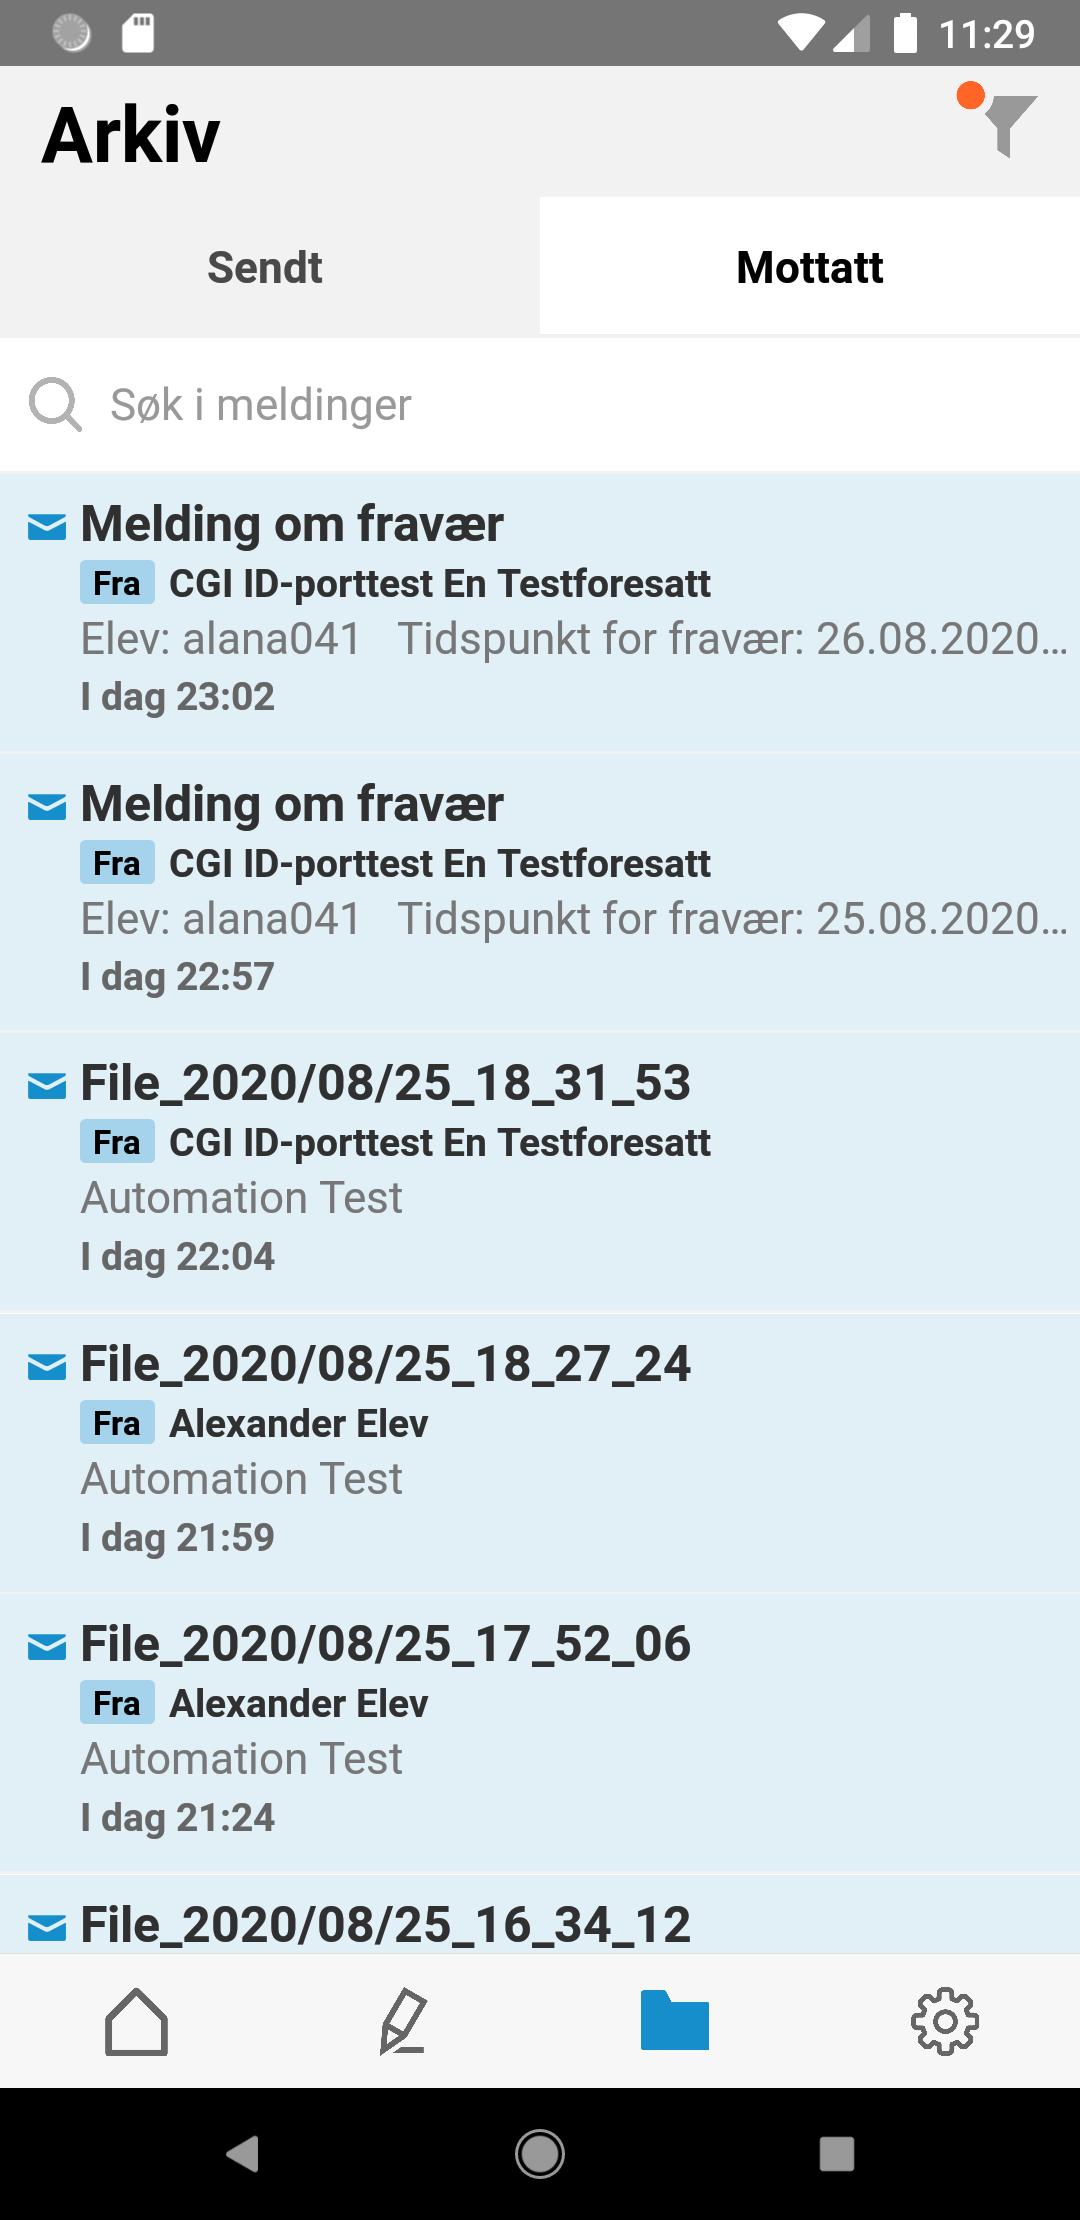 11:29
Arkiv
Sendt Mottatt
Søk i meldinger
Melding om fravær
Fra CGI ID-porttest En Testforesatt
Elev: alana041 Tidspunkt for fravær: 26.08.2020...
I dag 23:02
Melding om fravær
Fra CGI ID-porttest En Testforesatt
Elev: alana041 Tidspunkt for fravær: 25.08.2020...
I dag 22:57
File_2020/08/25_18_31_53
Fra CGI ID-porttest En Testforesatt
Automation Test
I dag 22:04
File_2020/08/25_18_27_24
Fra Alexander Elev
Automation Test
I dag 21:59
File_2020/08/25_17_52_06
Fra Alexander Elev
Automation Test
I dag 21:24
File_2020/08/25_16_34_12